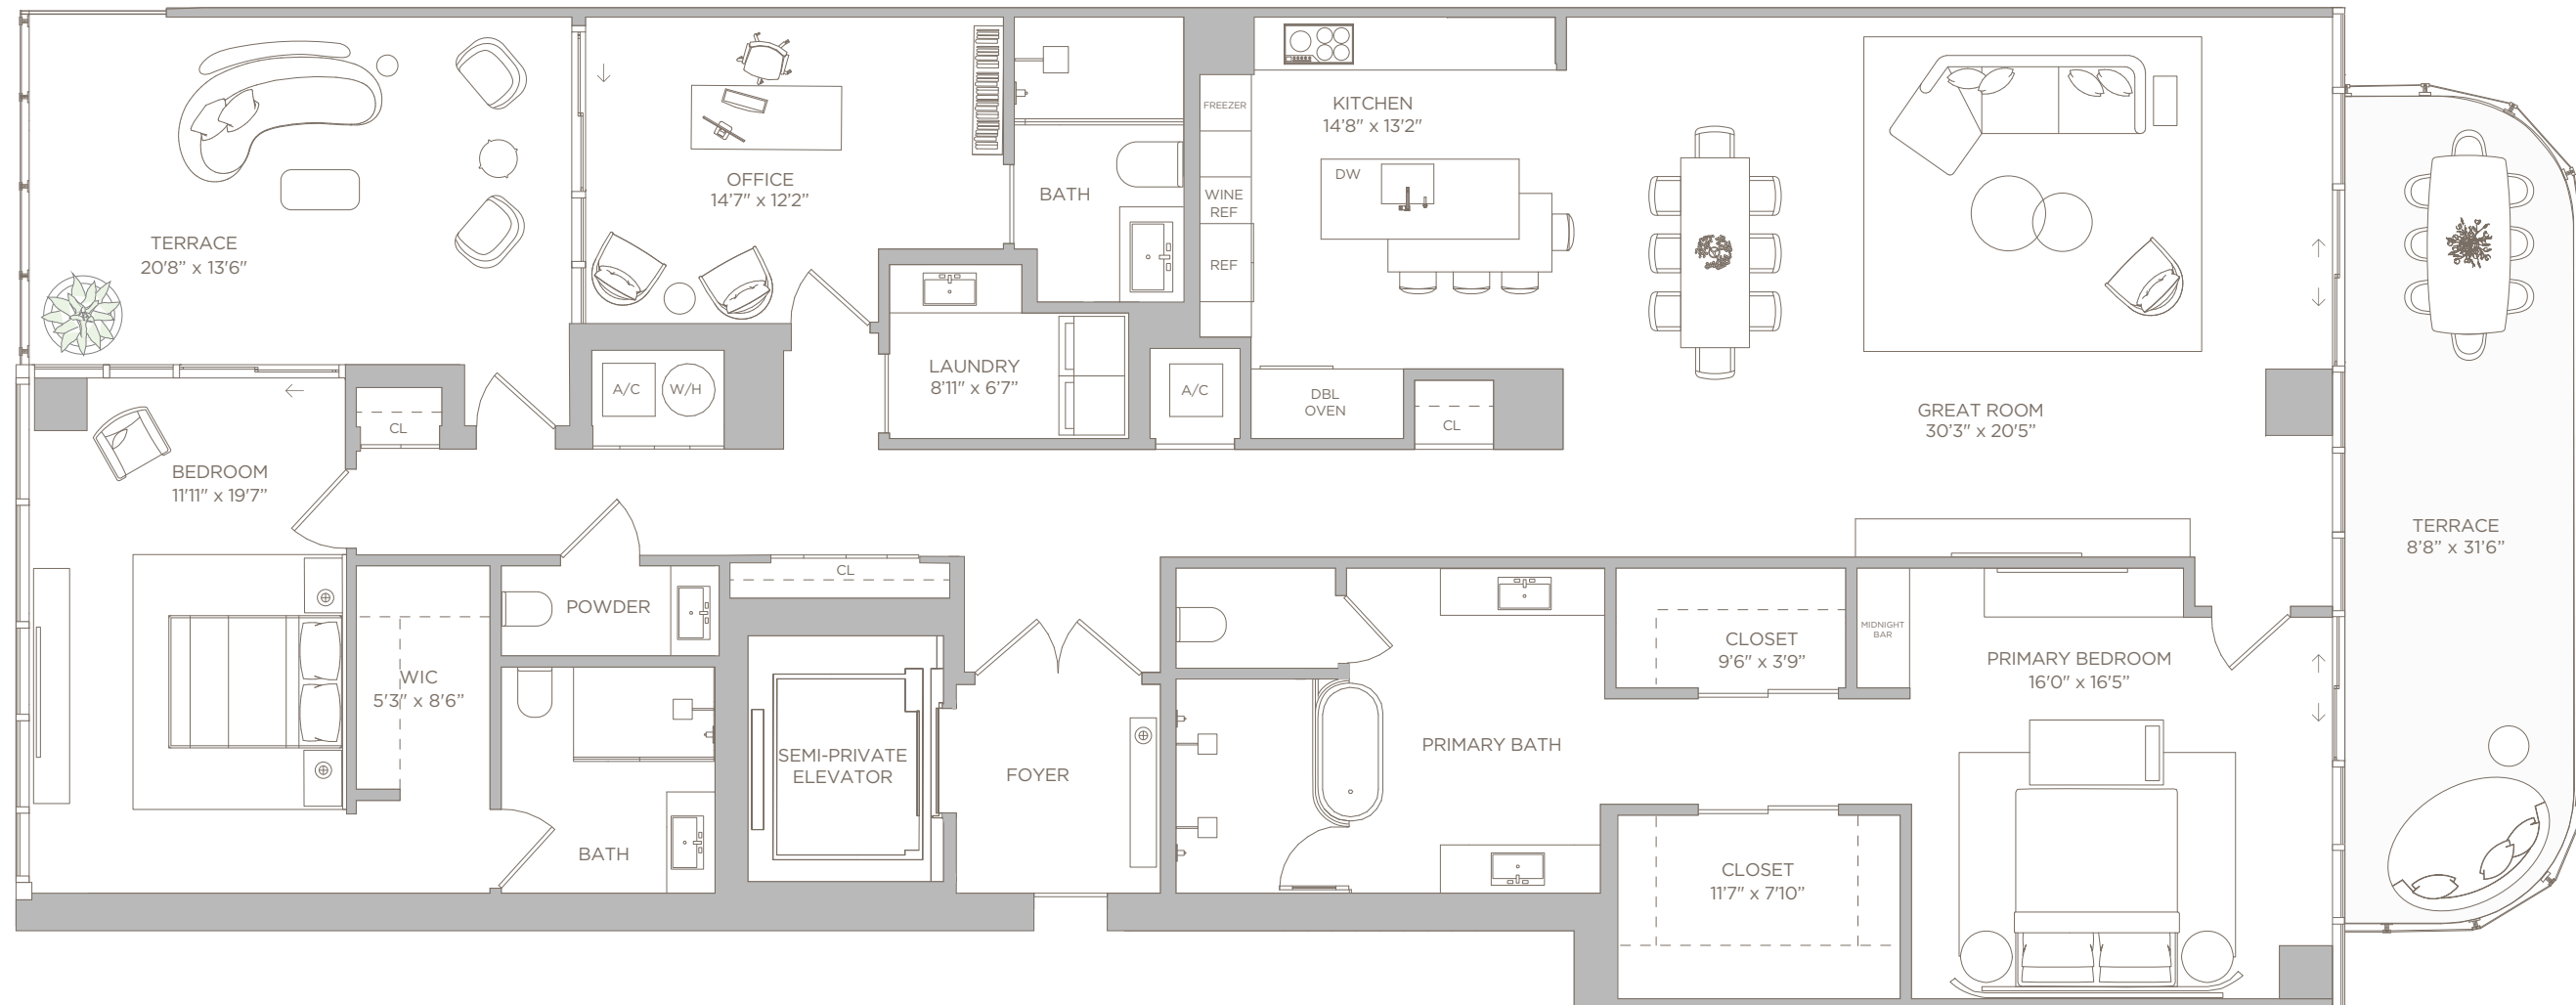 TERRACE
20'8" x 13'6"
OFFICE
14'7" x 12'2”
BATH
FREEZER
WINE
REF
REF
KITCHEN
14'8" x 13'2"
DW
A/C
W/H
LAUNDRY
8'11" x 6'7”
A/C
DBL
OVEN
CL
GREAT ROOM
30'3" x 20'5”
TERRACE
8'8” x 31'6”
CL
BEDROOM
11'11" x 19'7”
WIC
5'3" x 8'6”
POWDER
CL
BATH
SEMI-PRIVATE
ELEVATOR
FOYER
PRIMARY BATH
CLOSET
9'6" x 3'9”
MIDNIGHT
BAR
PRIMARY BEDROOM
16'0" x 16'5”
CLOSET
11'7" x 7'10”